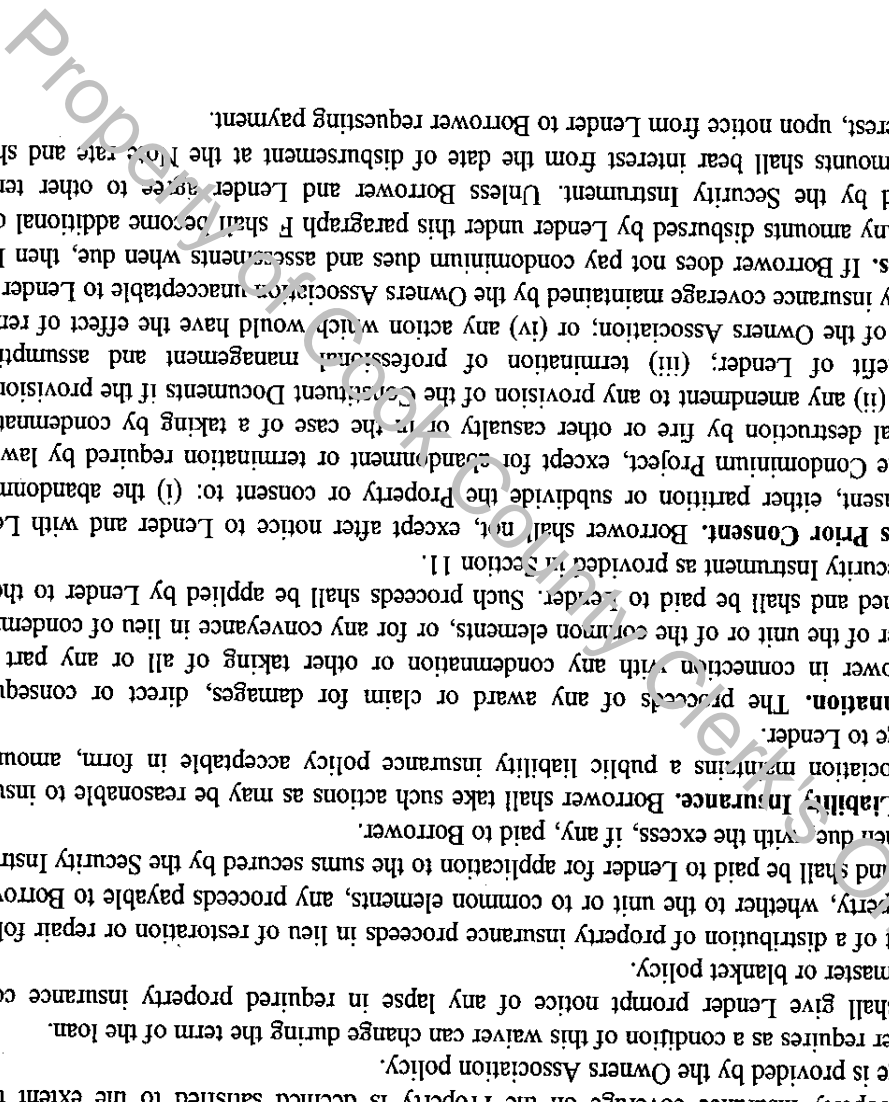 operty insurance coverage on the Property is deemed satisfied to the extent t
e is provided by the Owners Association policy.
er requires as a condition of this waiver can change during the term of the loan.
hall give Lender prompt notice of any lapse in required property insurance co
master or blanket policy.
t of a distribution of property insurance proceeds in lieu of restoration or repair fol
perty, whether to the unit or to common elements, any proceeds payable to Borro
and shall be paid to Lender for application to the sums secured by the Security Instr
hen due, with the excess, if any, paid to Borrower.
Liability Insurance. Borrower shall take such actions as may be reasonable to insu
sociation maintains a public liability insurance policy acceptable in form, amou
ge to Lender.
nnation. The proceeds of any award or claim for damages, direct or consequ
rower in connection with any condemnation or other taking of all or any part
er of the unit or of the common elements, or for any conveyance in lieu of condemn
ned and shall be paid to Lender. Such proceeds shall be applied by Lender to the
ecurity Instrument as provided in Section 11.
s Prior Consent. Borrower shall not, except after notice to Lender and with Le
nsent, either partition or subdivide the Property or consent to: (i) the abandonm
he Condominium Project, except for abandonment or termination required by law
al destruction by fire or other casualty or in the case of a taking by condemnat
(ii) any amendment to any provision of the Constituent Documents if the provision
efit of Lender; (iii) termination of professional management and assumpti
of the Owners Association; or (iv) any action which would have the effect of ren
y insurance coverage maintained by the Owners Association unacceptable to Lender
s. If Borrower does not pay condominium dues and assessments when due, then L
any amounts disbursed by Lender under this paragraph F shall become additional d
d by the Security Instrument. Unless Borrower and Lender agree to other ter
mounts shall bear interest from the date of disbursement at the Note rate and sh
erest, upon notice from Lender to Borrower requesting payment.
Property of Cook County Clerk's Of